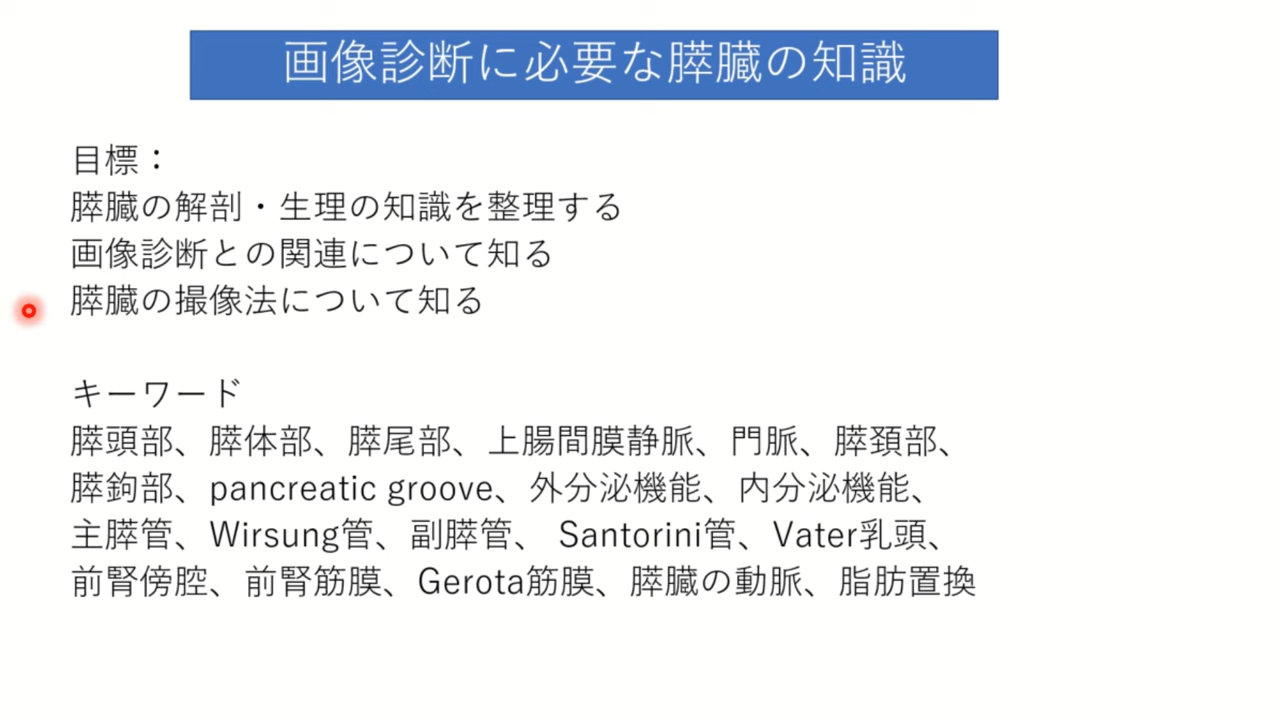 画像診断に必要な膵臓の知識
目標：
膵臓の解剖・生理の知識を整理する
画像診断との関連について知る
膵臓の撮像法について知る
キーワード
膵頭部、膵体部、膵尾部、上腸間膜静脈、門脈、膵頚部、
膵鉤部、pancreatic groove、外分泌機能、内分泌機能、
主膵管、Wirsung管、副膵管、 Santorini管、Vater乳頭、
前腎傍腔、前腎筋膜、Gerota筋膜、膵臓の動脈、脂肪置換